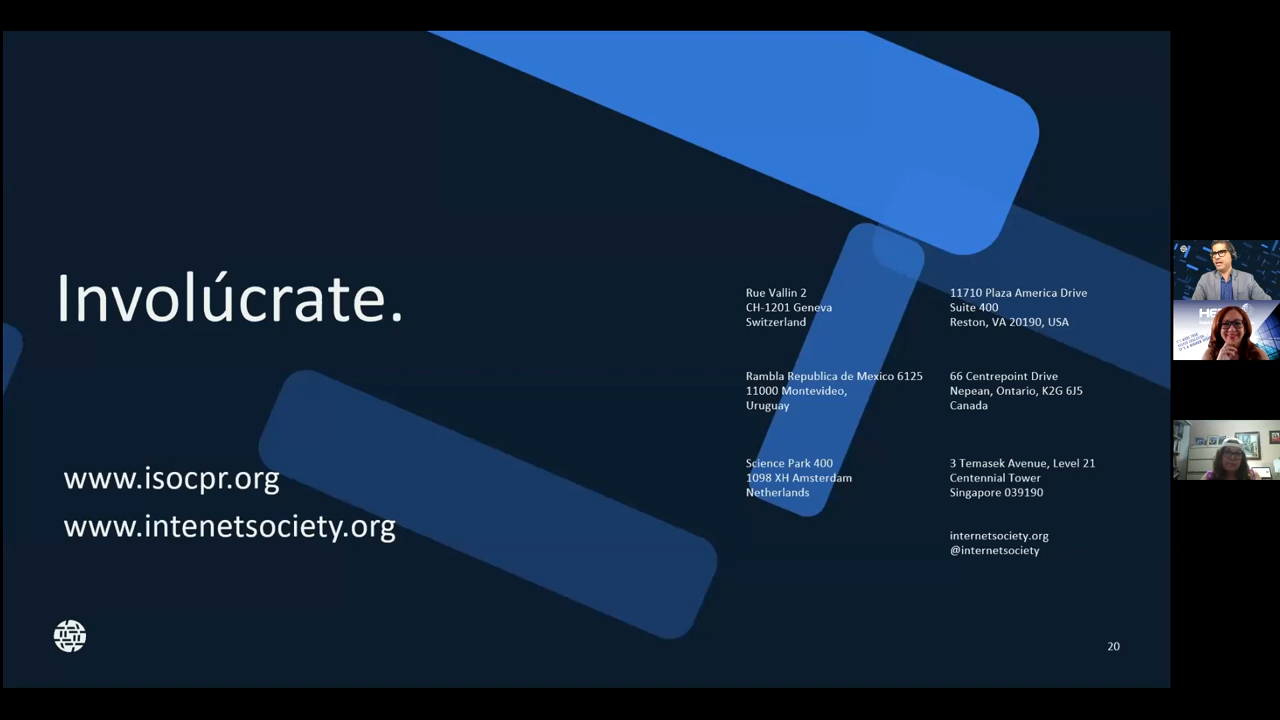 Involúcrate.
www.isocpr.org
www.intenetsociety.org
Rue Vallin 2
CH-1201 Geneva
Switzerland
Rambla Republica de Mexico 6125
11000 Montevideo,
Uruguay
Science Park 400
1098 XH Amsterdam
Netherlands
11710 Plaza America Drive
Suite 400
Reston, VA 20190, USA
66 Centrepoint Drive
Nepean, Ontario, K2G 6J5
Canada
3 Temasek Avenue, Level 21
Centennial Tower
Singapore 039190
internetsociety.org
@internetsociety
20